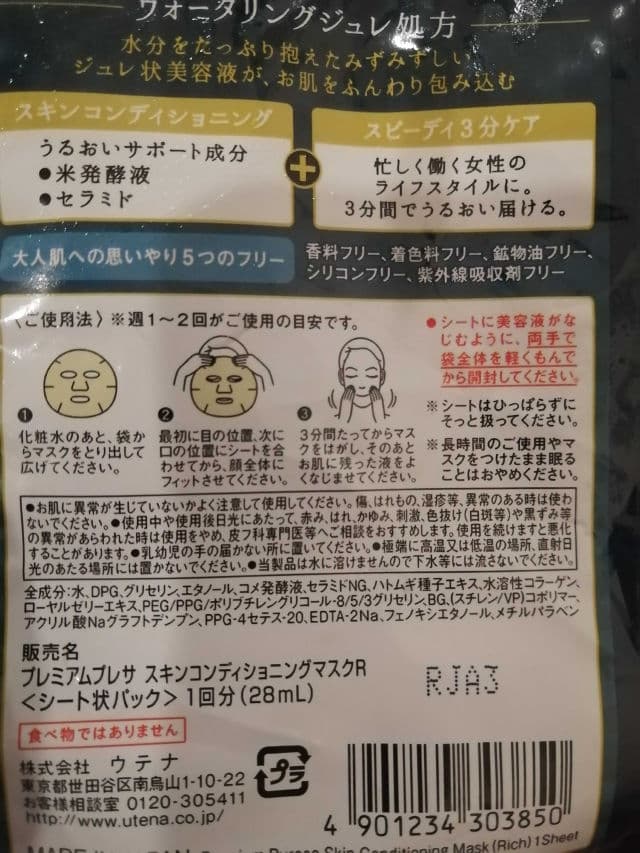 ウォータリングジュレ処方
水分をたっぷり抱えたみずみずしい
ジュレ状美容液が、お肌をふんわり包み込む
スキンコンディショニング
うるおいサポート成分
●米発酵液
●セラミド
+
スピーディ3分ケア
忙しく働く女性の
ライフスタイルに。
3分間でうるおい届ける。
大人肌への思いやり5つのフリー
香料フリー、着色料フリー、鉱物油フリー、
シリコンフリー、紫外線吸収剤フリー
〈ご使用法〉※週1~2回がご使用の目安です。
1
化粧水のあと、袋か
らマスクをとり出して
広げてください。
2
最初に目の位置、次に
口の位置にシートを合
わせてから、顔全体に
フィットさせてください。
3
3分間たってからマス
クをはがし、そのあと
お肌に残った液をよ
くなじませてください。
●シートに美容液がな
じむように、両手で
袋全体を軽くもんで
から開封してください。
※シートはひっぱらずに
そっと扱ってください。
※長時間のご使用やマ
スクをつけたまま眠る
ことはおやめください。
●お肌に異常が生じていないかよく注意して使用してください。傷、はれもの、湿疹等、異常のある時は使わ
ないでください。●使用中や使用後日光にあたって、赤み、はれ、かゆみ、刺激、色抜け(白斑等)や黒ずみ等
の異常があらわれた時は使用をやめ、皮フ科専門医等へご相談をおすすめします。使用を続けますと悪化
することがあります。●乳幼児の手の届かない所に置いてください。●極端に高温又は低温の場所、直射日
光のあたる場所には置かないでください。●当製品は水に溶けませんので下水等には流さないでください。
全成分:水、DPG、グリセリン、エタノール、コメ発酵液、セラミドNG、ハトムギ種子エキス、水溶性コラーゲン、
ローヤルゼリーエキス、PEG/PPG/ポリブチレングリコール-8/5/3グリセリン、BG、(スチレン/VP)コポリマー、
アクリル酸Naグラフトデンプン、PPG-4セテス-20、EDTA-2Na、フェノキシエタノール、メチルパラベン
販売名
プレミアムプレサ スキンコンディショニングマスクR
<シート状パック> 1回分(28mL)
RJA3
食べ物ではありません
株式会社 ウテナ
東京都世田谷区南烏山1-10-22
お客様相談室 0120-305411
http://www.utena.co.jp/
プラ
4 901234 303850
Skin Conditioning Mask (Rich) 1Sheet